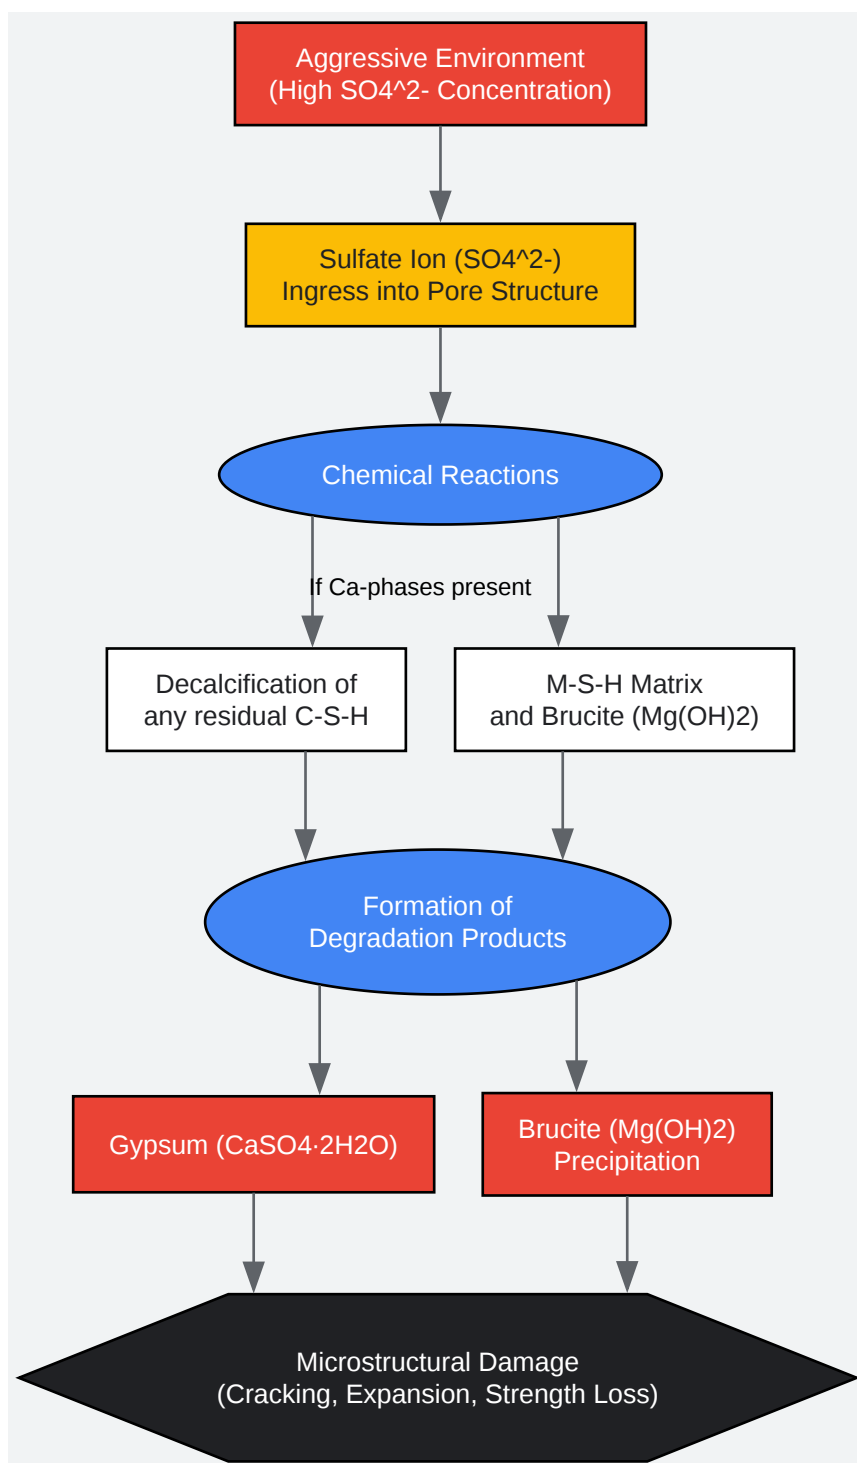 Aggressive Environment
(High SO4^2- Concentration)
Sulfate Ion (SO4^2-)
Ingress into Pore Structure
Chemical Reactions
If Ca-phases present
Decalcification of
any residual C-S-H
M-S-H Matrix
and Brucite (Mg(OH)2)
Formation of
Degradation Products
Gypsum (CaSO4·2H2O)
Brucite (Mg(OH)2)
Precipitation
Microstructural Damage
(Cracking, Expansion, Strength Loss)